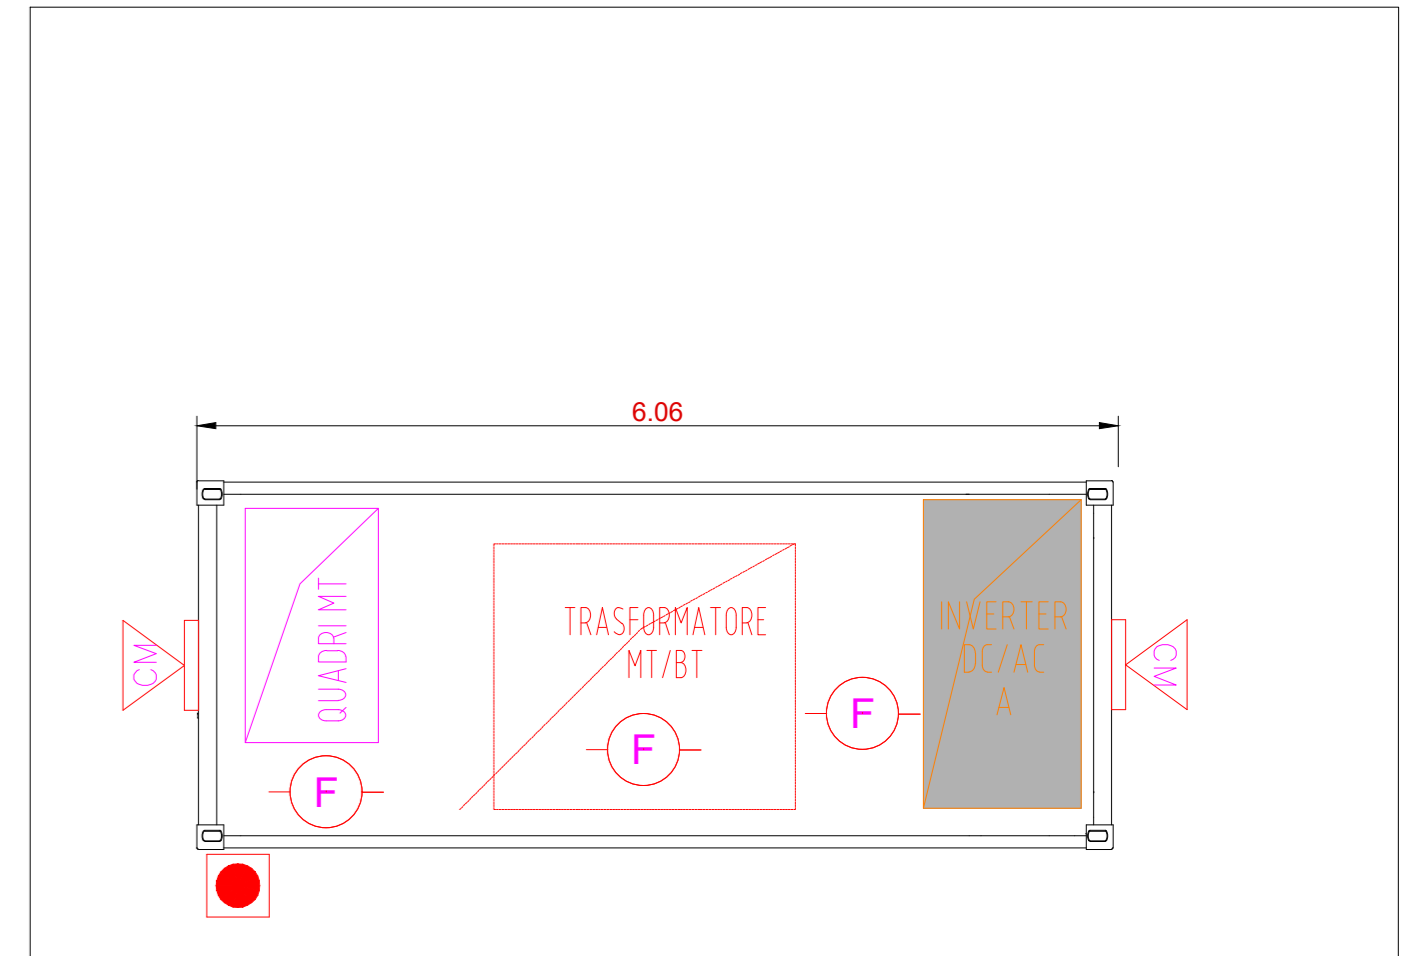 6.06
QUADRI MT
TRASFORMATORE
MT/BT
INVERTER
DC/AC
A
CM
CM
F
F
F